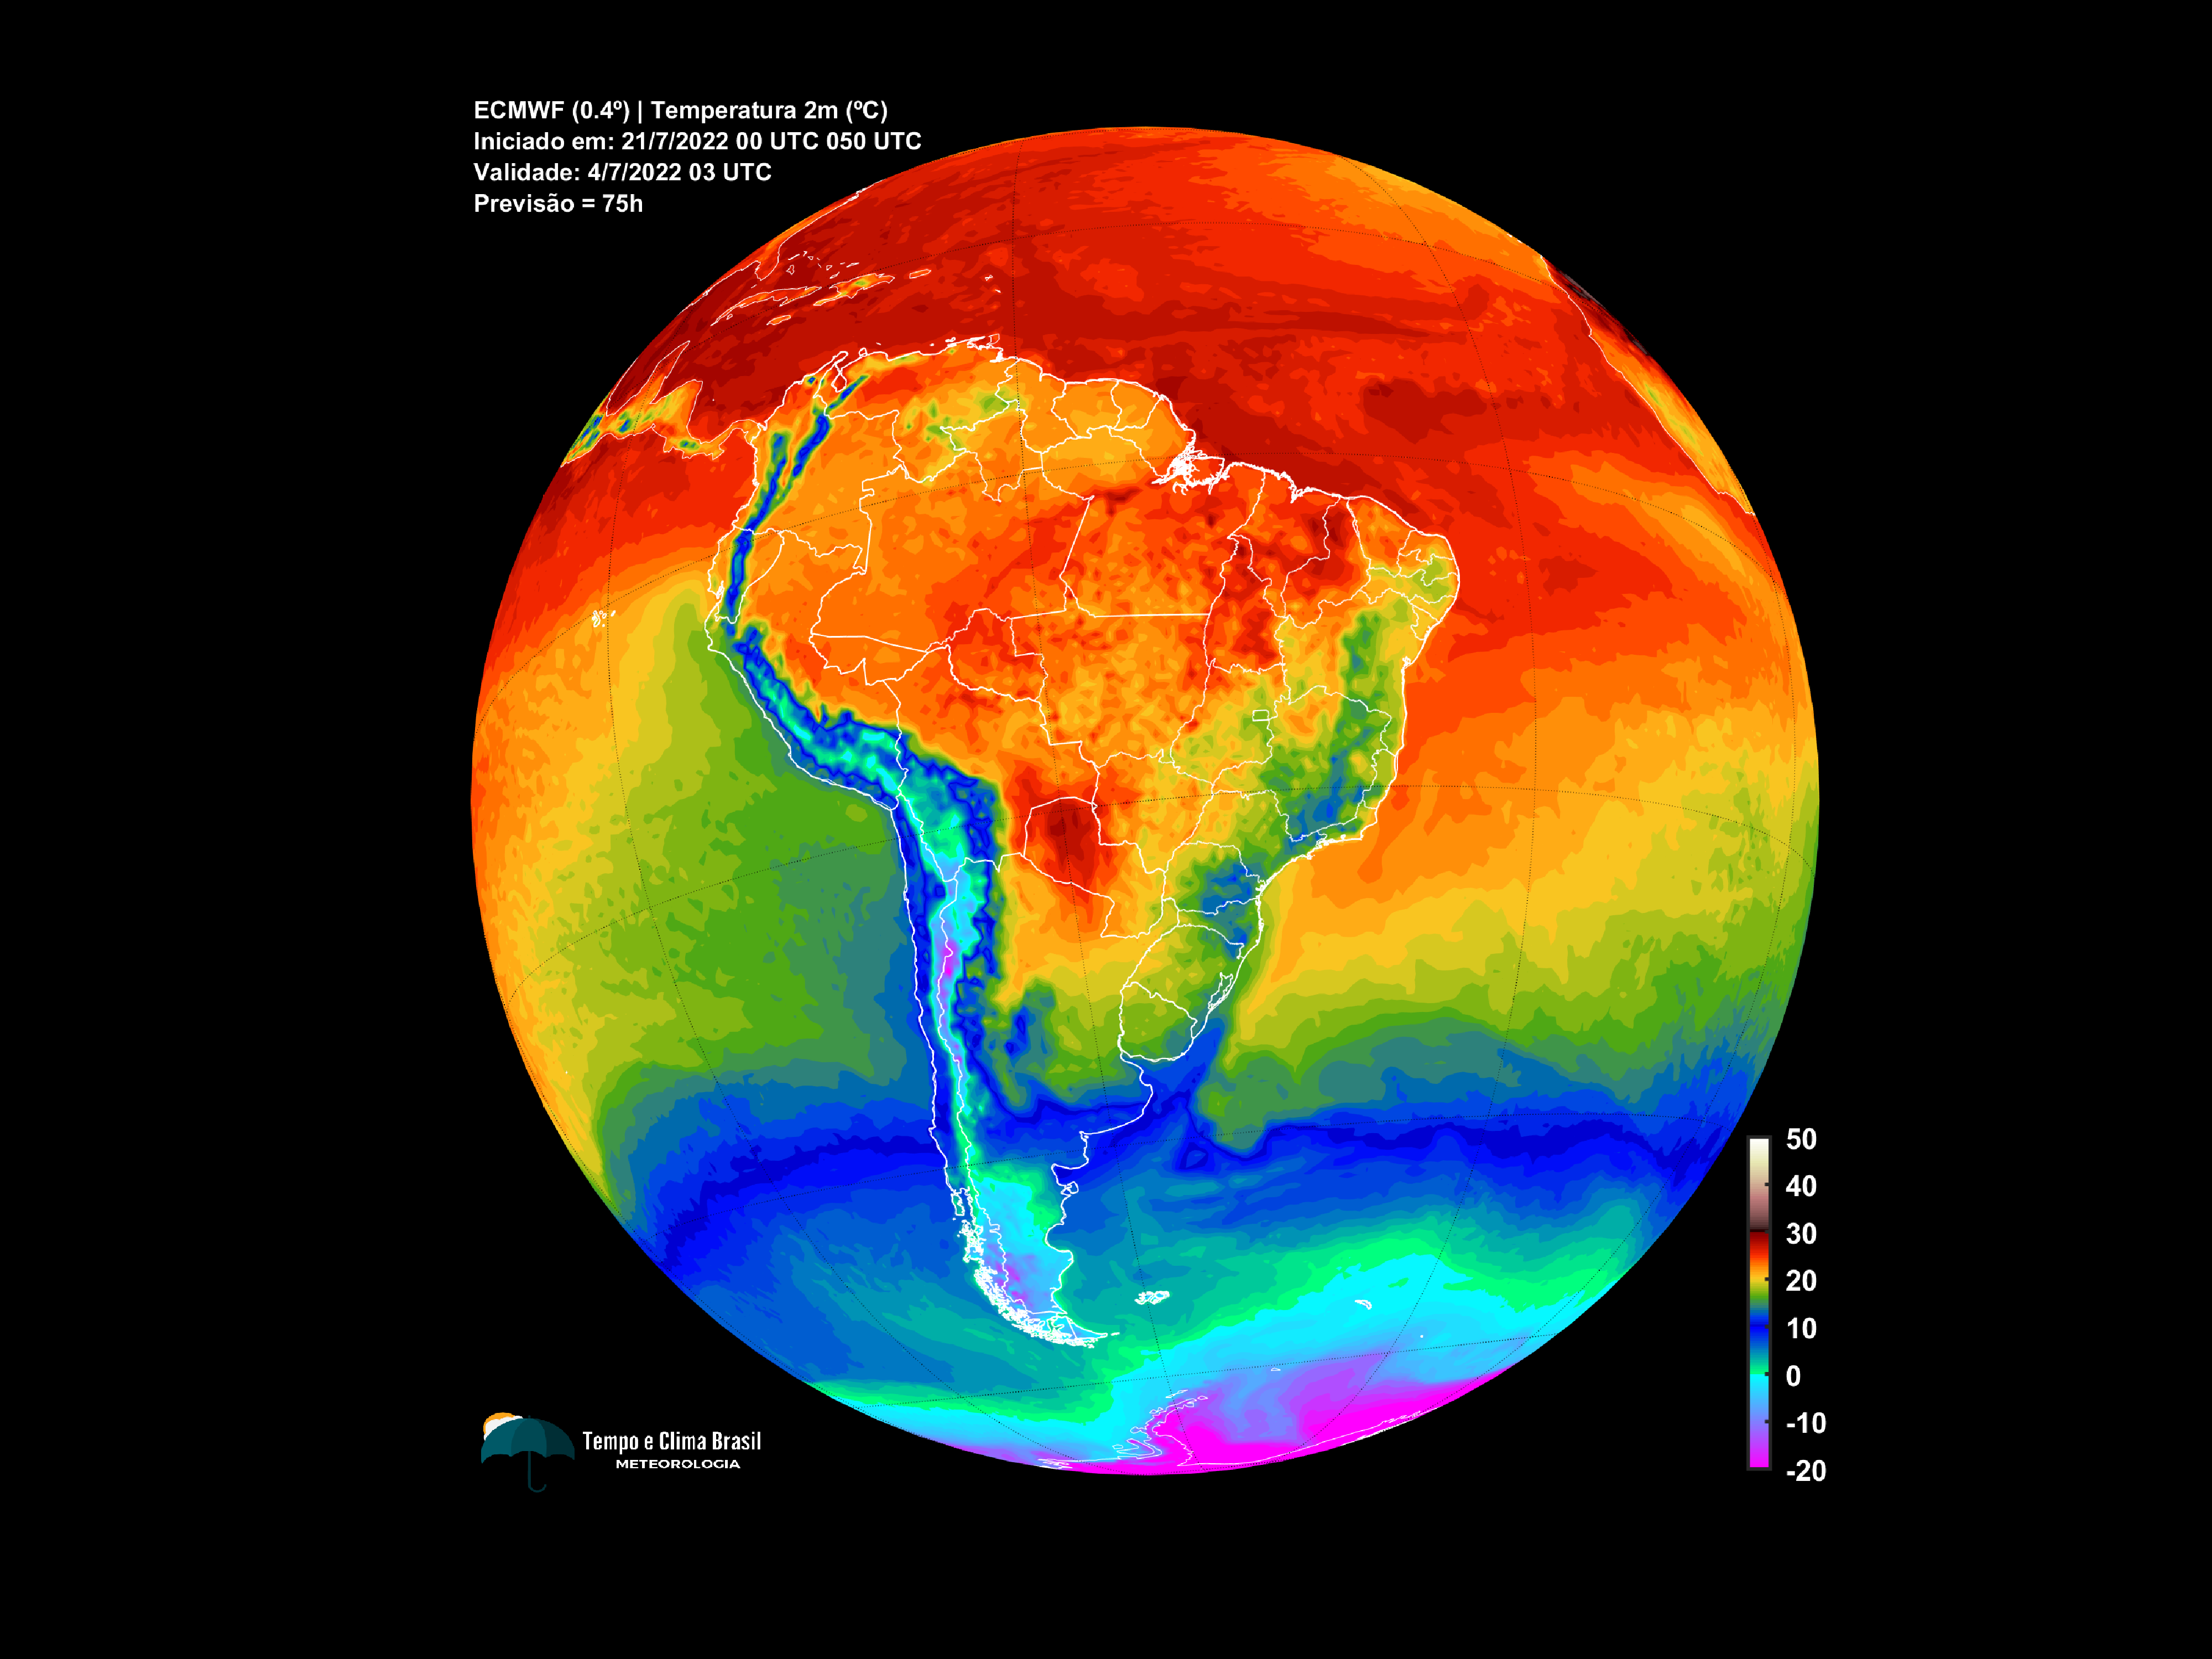 ECMWF (0.4º) | Temperatura 2m (ºC)
Iniciado em: 21/7/2022 00 UTC 050 UTC
Validade: 4/7/2022 03 UTC
Previsão = 75h
50
40
30
20
10
0
-10
-20
Tempo e Clima Brasil
METEOROLOGIA